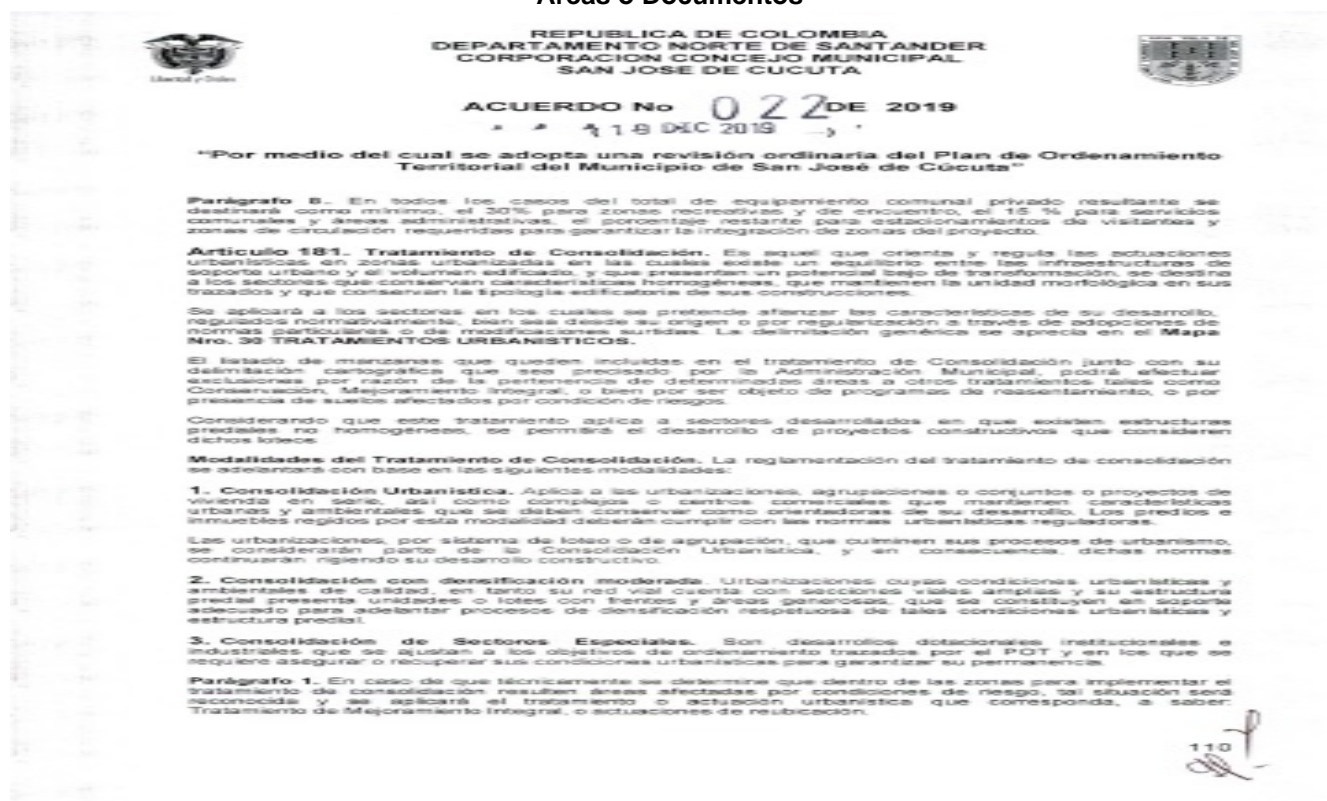 Áreas o Documentos
REPUBLICA DE COLOMBIA
DEPARTAMENTO NORTE DE SANTANDER
CORPORACION CONCEJO MUNICIPAL
SAN JOSE DE CUCUTA
Libertad y Orden
ACUERDO No 022 DE 2019
19 DIC 2019
"Por medio del cual se adopta una revisión ordinaria del Plan de Ordenamiento
Territorial del Municipio de San José de Cúcuta"
Parágrafo 8. En todos los casos del total de equipamiento comunal privado resultante se
destinará como mínimo, el 30% para zonas recreativas y de encuentro, el 15 % para servicios
comunales y áreas administrativas, el porcentaje restante para estacionamientos de visitantes y
zonas de circulación requeridas para garantizar la integración de zonas del proyecto.
Artículo 181. Tratamiento de Consolidación. Es aquel que orienta y regula las actuaciones
urbanísticas en zonas urbanizadas en las cuales existe un equilibrio entre las infraestructuras de
soporte urbano y el volumen edificado, y que presentan un potencial bajo de transformación, se destina
a los sectores que conservan características homogéneas, que mantienen la unidad morfológica en sus
trazados y que conservan la tipología edificatoria de sus construcciones.
Se aplicará a los sectores en los cuales se pretende afianzar las características de su desarrollo,
regulados normativamente, bien sea desde su origen o por regularización a través de adopciones de
normas particulares o de modificaciones surtidas. La delimitación genérica se aprecia en el Mapa
Nro. 30 TRATAMIENTOS URBANISTICOS.
El listado de manzanas que queden incluidas en el tratamiento de Consolidación junto con su
delimitación cartográfica que sea precisado por la Administración Municipal, podrá efectuar
exclusiones por razón de la pertenencia de determinadas áreas a otros tratamientos tales como
Conservación, Mejoramiento Integral, o bien por ser objeto de programas de reasentamiento, o por
presencia de suelos afectados por condición de riesgos.
Considerando que este tratamiento aplica a sectores desarrollados en que existen estructuras
prediales no homogéneas, se permitirá el desarrollo de proyectos constructivos que consideren
dichos loteos
Modalidades del Tratamiento de Consolidación. La reglamentación del tratamiento de consolidación
se adelantará con base en las siguientes modalidades:
1. Consolidación Urbanística. Aplica a las urbanizaciones, agrupaciones o conjuntos o proyectos de
vivienda en serie, así como complejos o centros comerciales que mantienen características
urbanas y ambientales que se deben conservar como orientadoras de su desarrollo. Los predios e
inmuebles regidos por esta modalidad deberán cumplir con las normas urbanísticas reguladoras.
Las urbanizaciones, por sistema de loteo o de agrupación, que culminen sus procesos de urbanismo,
se considerarán parte de la Consolidación Urbanística, y en consecuencia, dichas normas
continuarán rigiendo su desarrollo constructivo.
2. Consolidación con densificación moderada. Urbanizaciones cuyas condiciones urbanísticas y
ambientales de calidad, en tanto su red vial cuenta con secciones viales amplias y su estructura
predial presenta unidades o lotes con frentes y áreas generosas, que se constituyen en soporte
adecuado para adelantar procesos de densificación respetuosa de tales condiciones urbanísticas y
estructura predial.
3. Consolidación de Sectores Especiales. Son desarrollos dotacionales institucionales e
industriales que se ajustan a los objetivos de ordenamiento trazados por el POT y en los que se
requiere asegurar o recuperar sus condiciones urbanísticas para garantizar su permanencia.
Parágrafo 1. En caso de que técnicamente se determine que dentro de las zonas para implementar el
tratamiento de consolidación resulten áreas afectadas por condiciones de riesgo, tal situación será
reconocida y se aplicará el tratamiento o actuación urbanística que corresponda, a saber:
Tratamiento de Mejoramiento Integral, o actuaciones de reubicación.
110